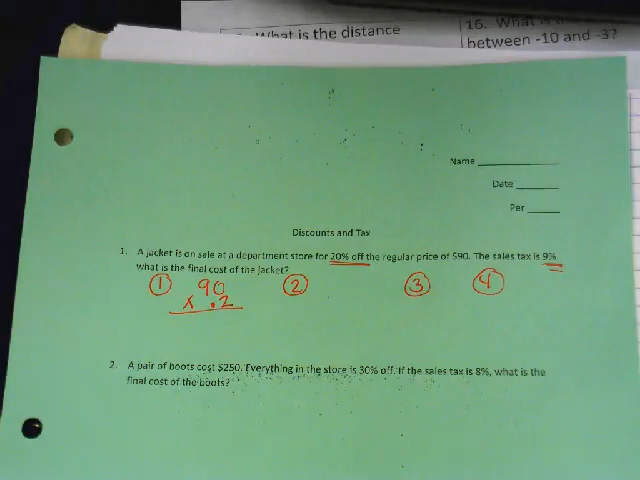 What is the distance
16. What is
between -10 and -3?
Name
Date
Per
Discounts and Tax
1. A jacket is on sale at a department store for 20% off the regular price of $90. The sales tax is 9%
what is the final cost of the jacket?
① ② ③ ④
90
x .2
2. A pair of boots cost $250. Everything in the store is 30% off. If the sales tax is 8%, what is the
final cost of the boots?